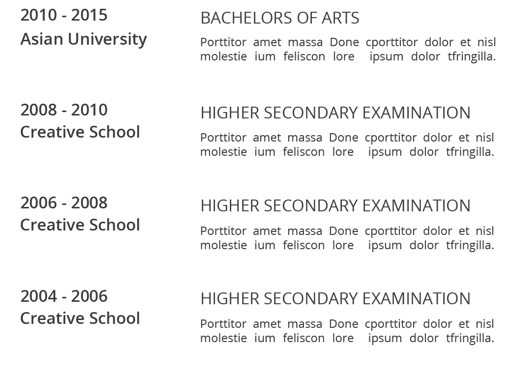 2010 - 2015
Asian University
BACHELORS OF ARTS
Porttitor amet massa Done cporttitor dolor et nisl
molestie ium feliscon lore ipsum dolor tfringilla.
2008 - 2010
Creative School
HIGHER SECONDARY EXAMINATION
Porttitor amet massa Done cporttitor dolor et nisl
molestie ium feliscon lore ipsum dolor tfringilla.
2006 - 2008
Creative School
HIGHER SECONDARY EXAMINATION
Porttitor amet massa Done cporttitor dolor et nisl
molestie ium feliscon lore ipsum dolor tfringilla.
2004 - 2006
Creative School
HIGHER SECONDARY EXAMINATION
Porttitor amet massa Done cporttitor dolor et nisl
molestie ium feliscon lore ipsum dolor tfringilla.